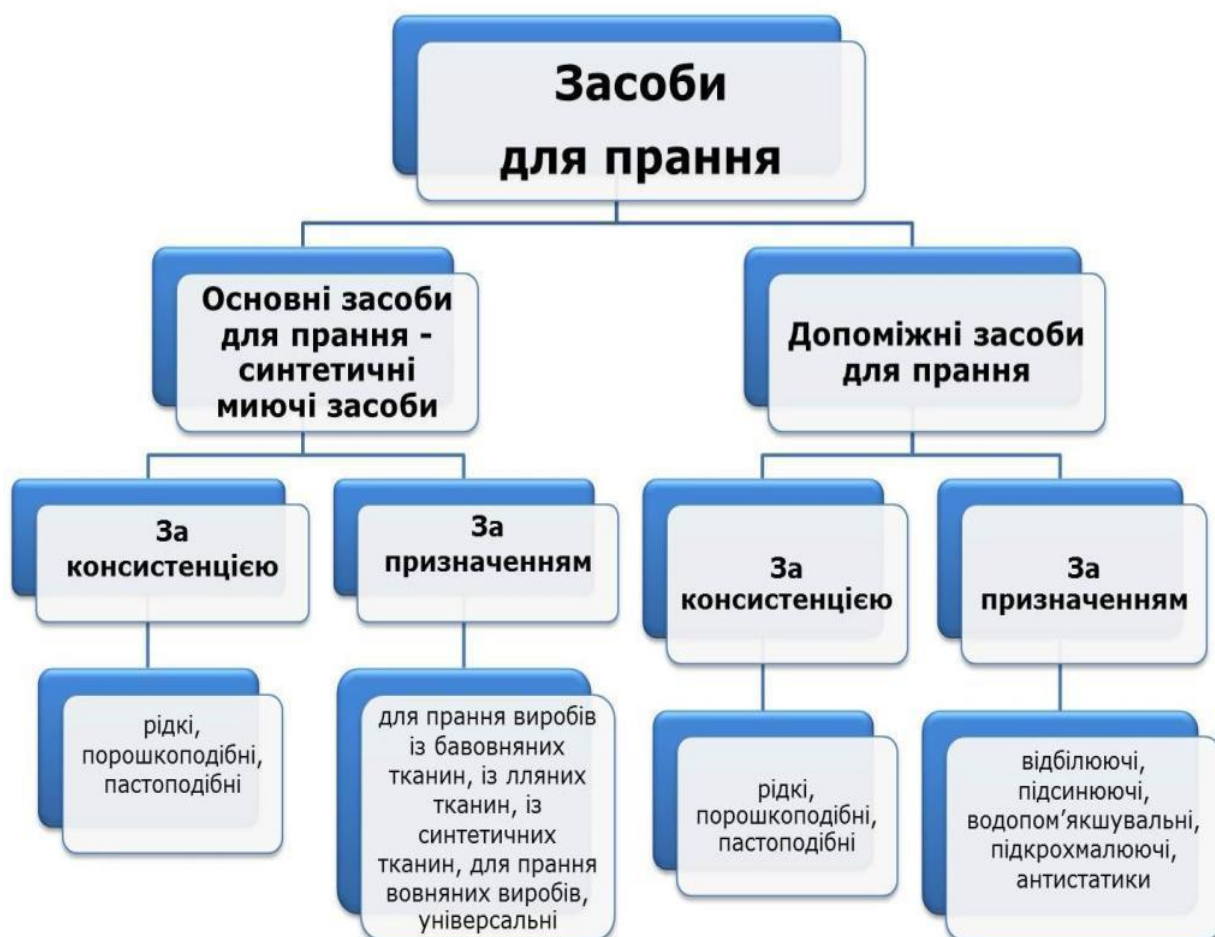 Засоби
для прання
Основні засоби
для прання -
синтетичні
миючі засоби
Допоміжні засоби
для прання
За
консистенцією
За
призначенням
За
консистенцією
За
призначенням
рідкі,
порошкоподібні,
пастоподібні
для прання виробів
із бавовняних
тканин, із лляних
тканин, із
синтетичних
тканин, для прання
вовняних виробів,
універсальні
рідкі,
порошкоподібні,
пастоподібні
відбілюючі,
підсинюючі,
водопом’якшувальні,
підкрохмалюючі,
антистатики